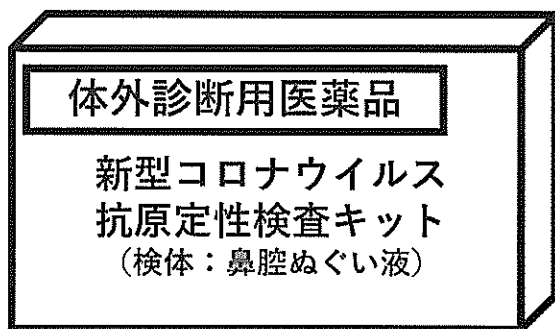 体外診断用医薬品
新型コロナウイルス
抗原定性検査キット
（検体：鼻腔ぬぐい液）